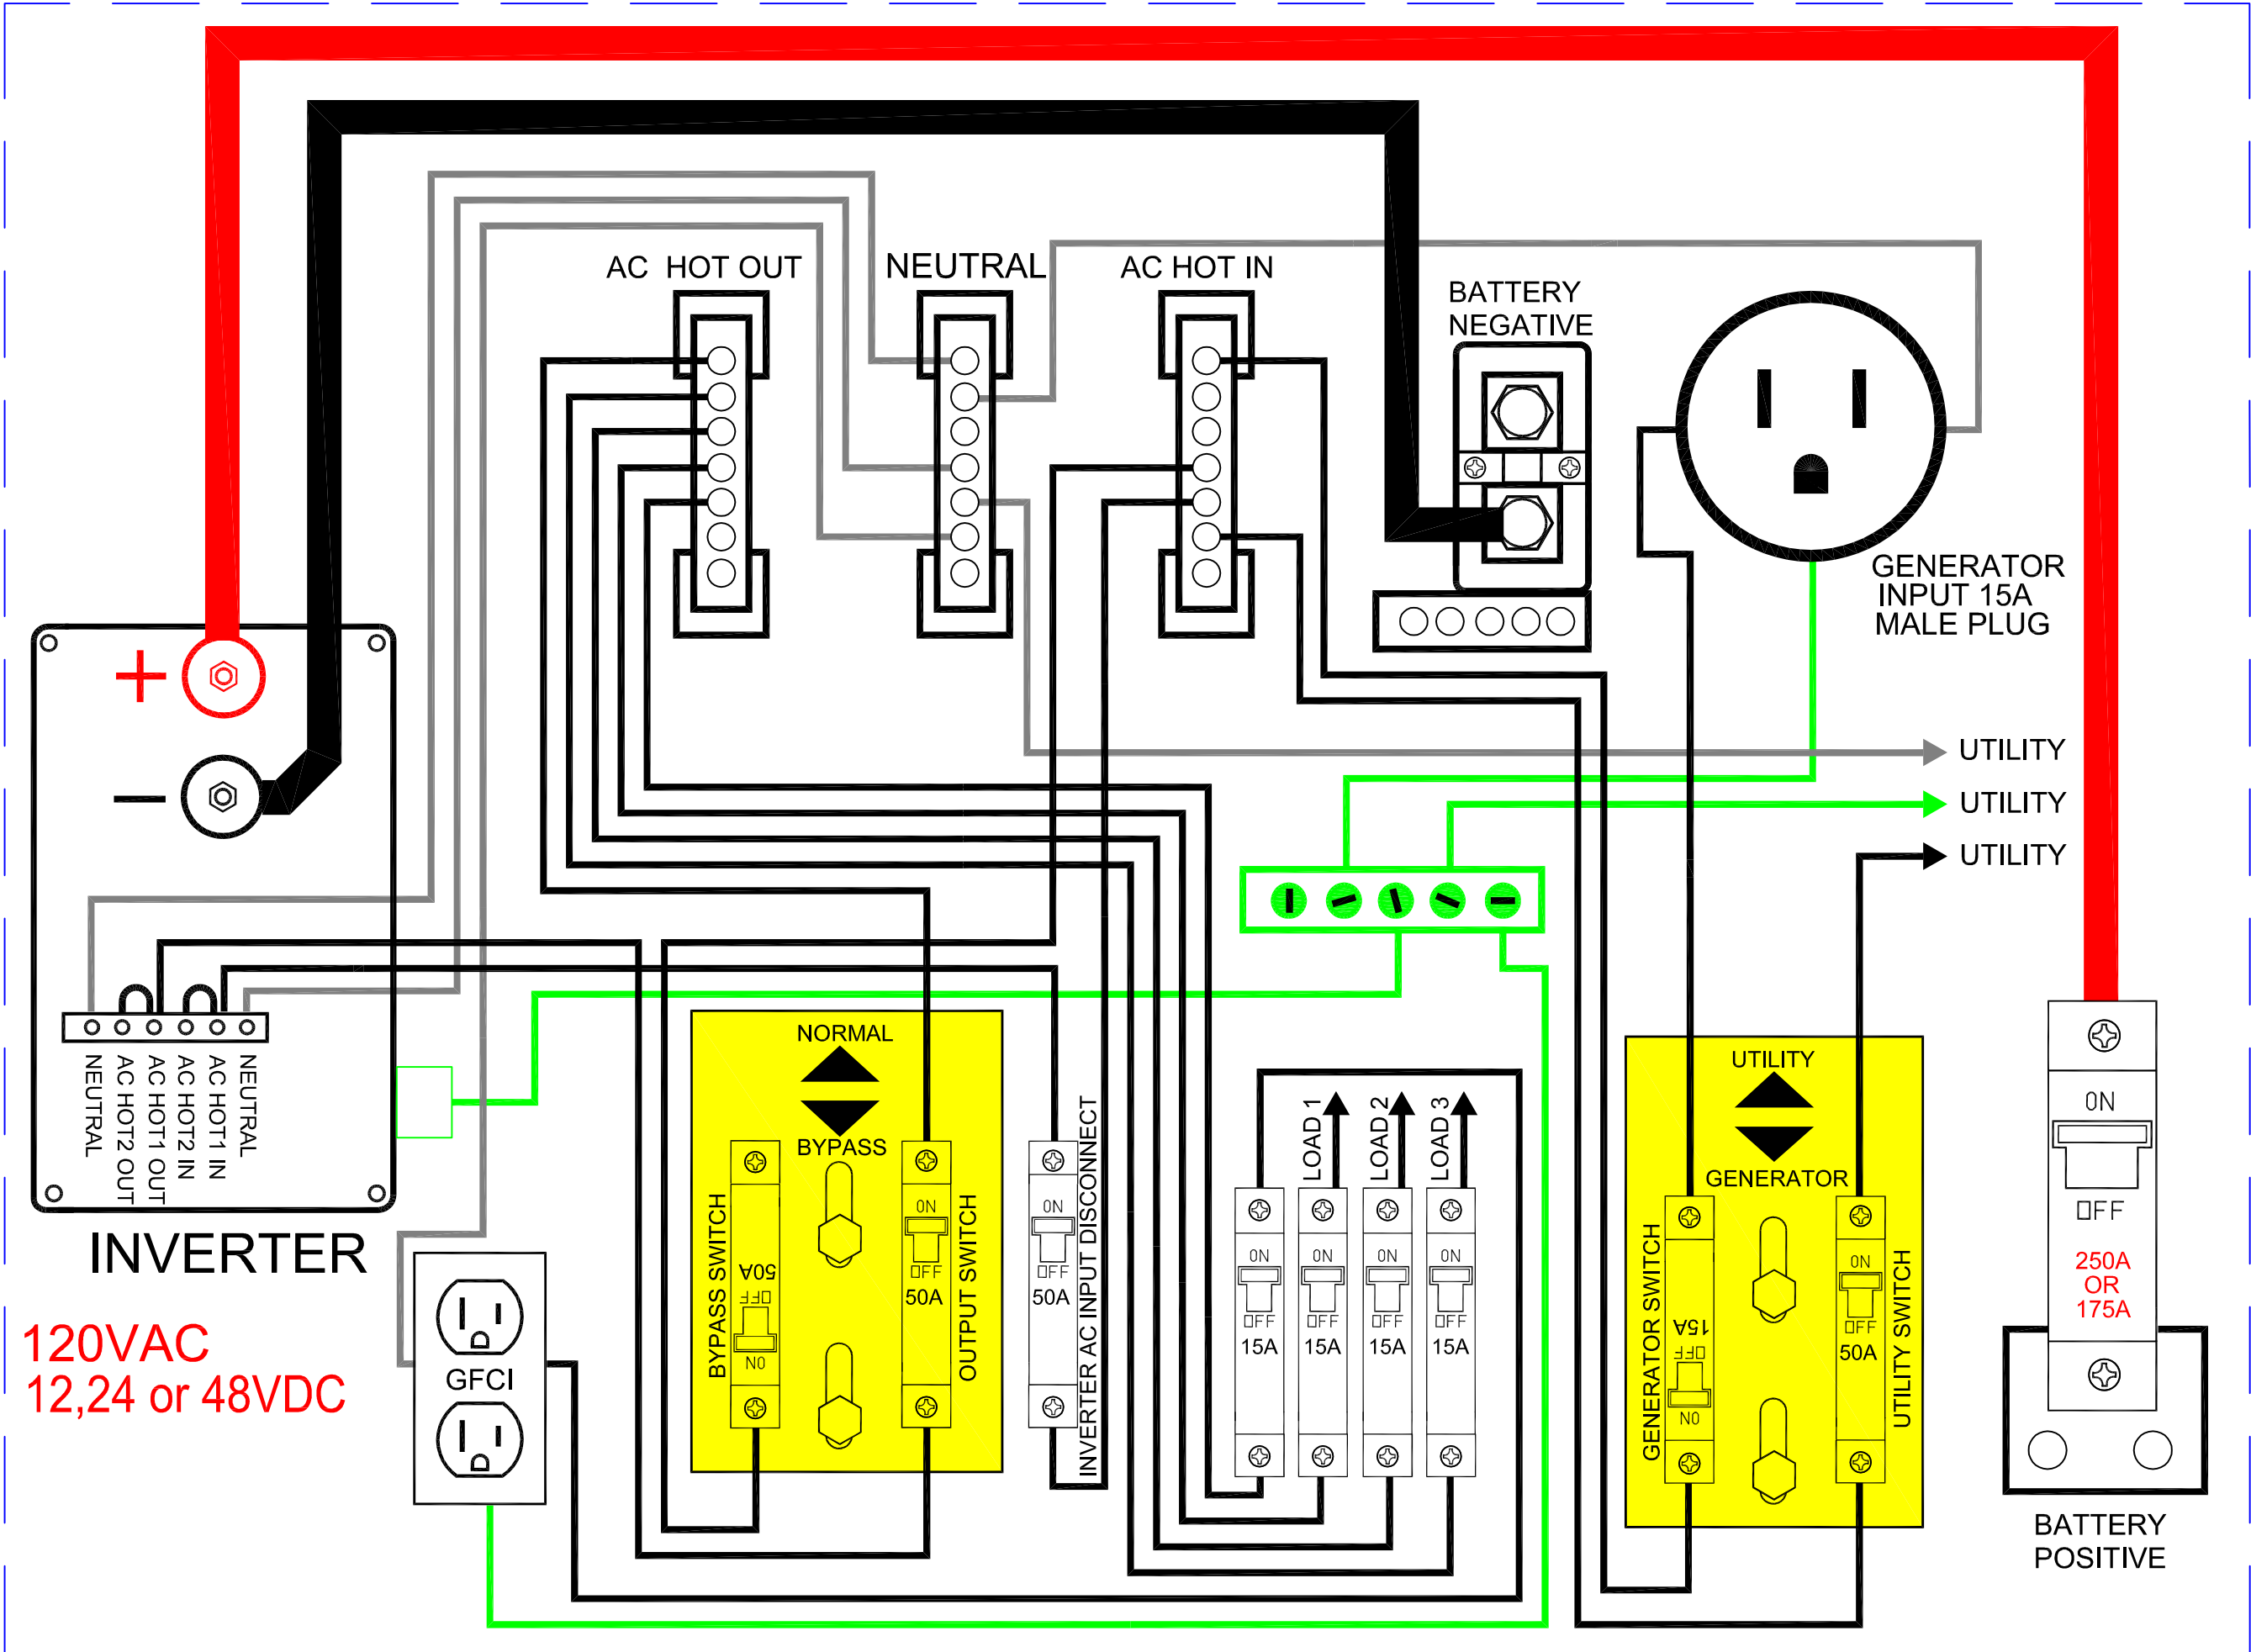 AC HOT OUT
NEUTRAL
AC HOT IN
BATTERY
NEGATIVE
GENERATOR
INPUT 15A
MALE PLUG
+
−
UTILITY
UTILITY
UTILITY
NEUTRAL
AC HOT2 OUT
AC HOT1 OUT
AC HOT2 IN
AC HOT1 IN
NEUTRAL
INVERTER
120VAC
12,24 or 48VDC
GFCI
NORMAL
BYPASS
BYPASS SWITCH
50A
OFF
ON
ON
OFF
50A
OUTPUT SWITCH
ON
OFF
50A
INVERTER AC INPUT DISCONNECT
LOAD 1
LOAD 2
LOAD 3
ON
OFF
15A
ON
OFF
15A
ON
OFF
15A
ON
OFF
15A
UTILITY
GENERATOR
GENERATOR SWITCH
15A
OFF
ON
ON
OFF
50A
UTILITY SWITCH
ON
OFF
250A
OR
175A
BATTERY
POSITIVE